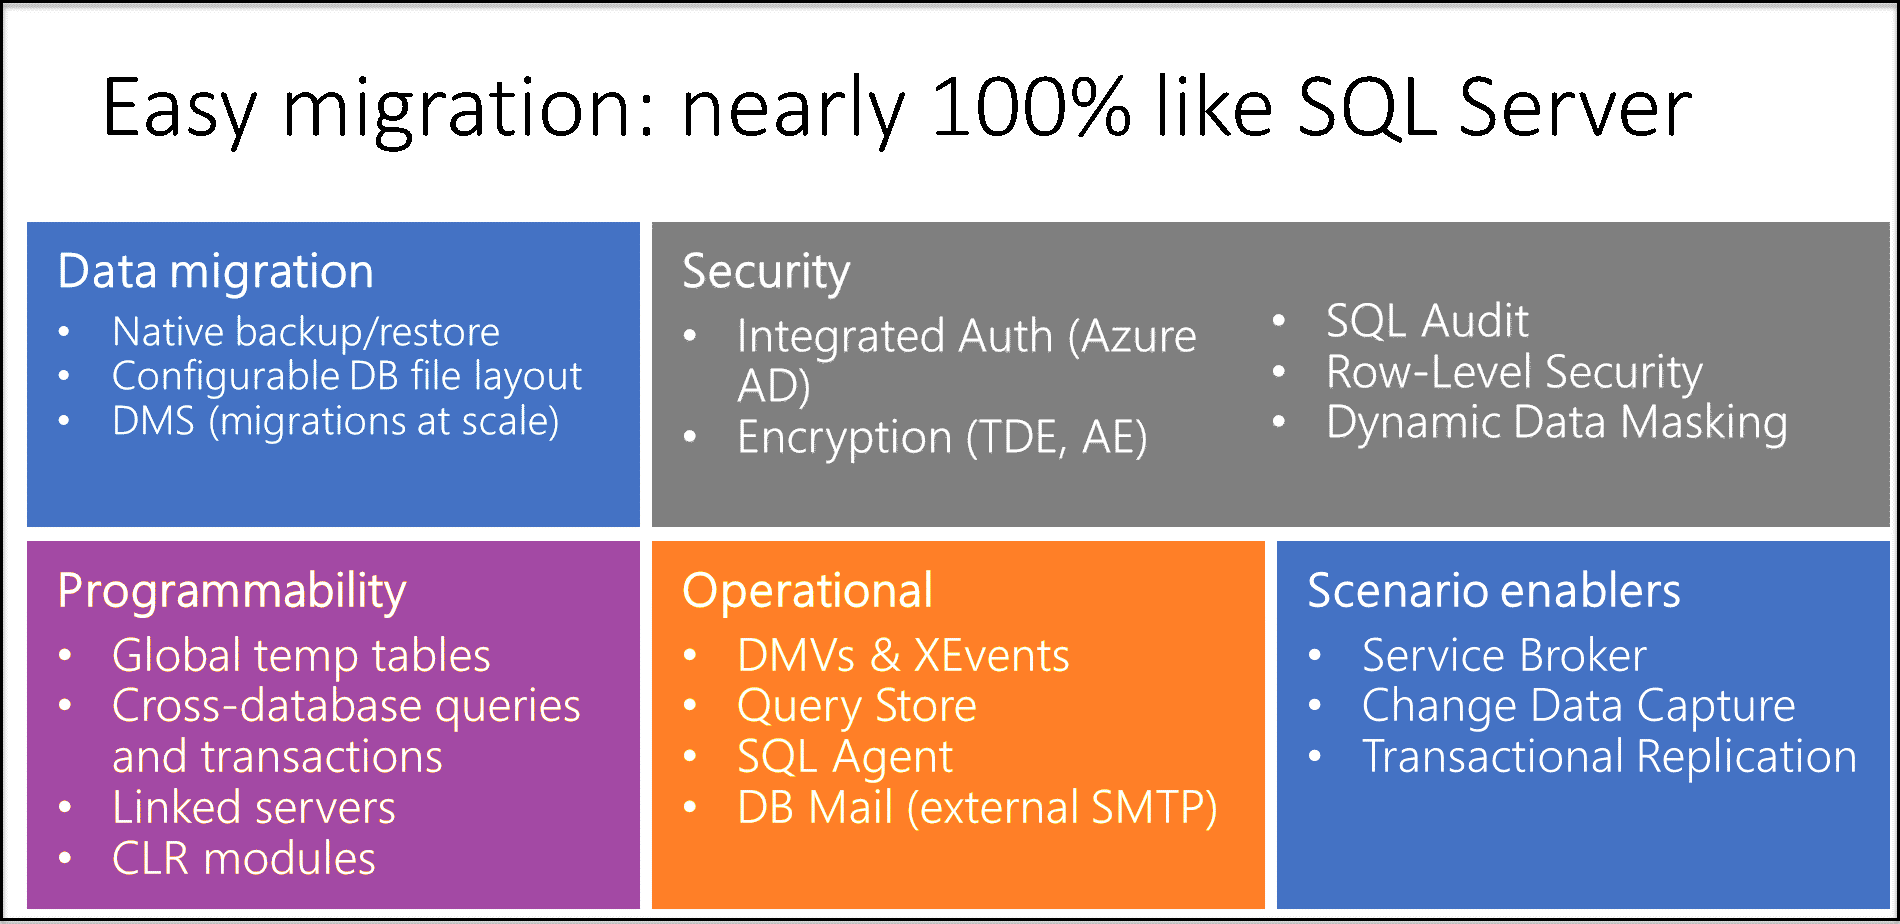 Easy migration: nearly 100% like SQL Server
Data migration
• Native backup/restore
• Configurable DB file layout
• DMS (migrations at scale)
Security
• Integrated Auth (Azure
AD)
• Encryption (TDE, AE)
• SQL Audit
• Row-Level Security
• Dynamic Data Masking
Programmability
• Global temp tables
• Cross-database queries
and transactions
• Linked servers
• CLR modules
Operational
• DMVs & XEvents
• Query Store
• SQL Agent
• DB Mail (external SMTP)
Scenario enablers
• Service Broker
• Change Data Capture
• Transactional Replication